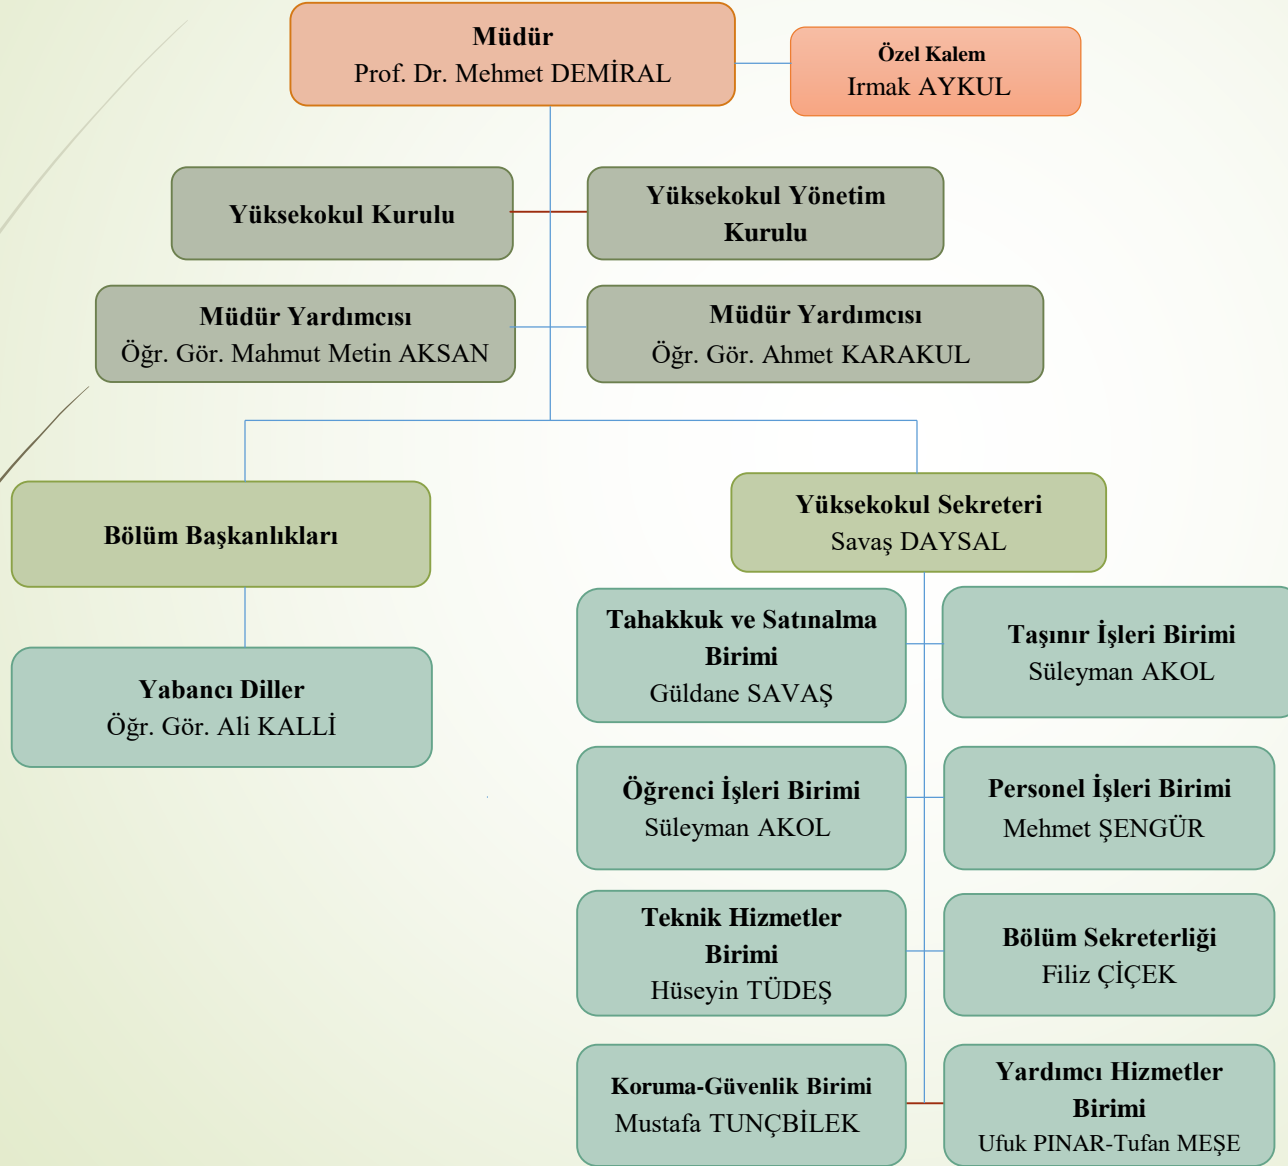 Müdür
Prof. Dr. Mehmet DEMİRAL
Özel Kalem
Irmak AYKUL
Yüksekokul Kurulu
Yüksekokul Yönetim
Kurulu
Müdür Yardımcısı
Öğr. Gör. Mahmut Metin AKSAN
Müdür Yardımcısı
Öğr. Gör. Ahmet KARAKUL
Bölüm Başkanlıkları
Yüksekokul Sekreteri
Savaş DAYSAL
Yabancı Diller
Öğr. Gör. Ali KALLİ
Tahakkuk ve Satınalma
Birimi
Güldane SAVAŞ
Taşınır İşleri Birimi
Süleyman AKOL
Öğrenci İşleri Birimi
Süleyman AKOL
Personel İşleri Birimi
Mehmet ŞENGÜR
Teknik Hizmetler
Birimi
Hüseyin TÜDEŞ
Bölüm Sekreterliği
Filiz ÇİÇEK
Koruma-Güvenlik Birimi
Mustafa TUNÇBİLEK
Yardımcı Hizmetler
Birimi
Ufuk PINAR-Tufan MEŞE